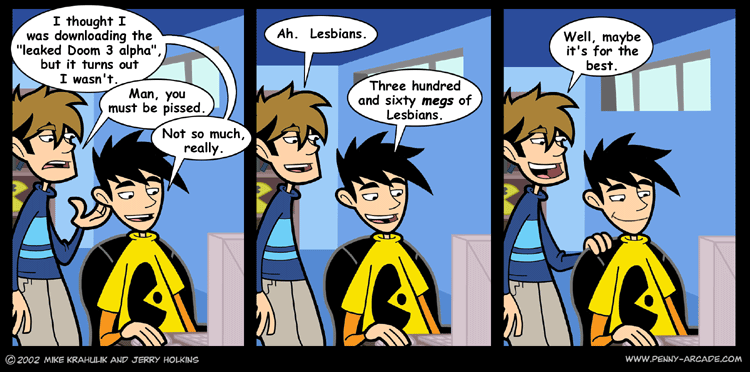 I thought I
was downloading the
"leaked Doom 3 alpha",
but it turns out
I wasn't.
Man, you
must be pissed.
Not so much,
really.
Ah. Lesbians.
Three hundred
and sixty megs of
Lesbians.
Well, maybe
it's for the
best.
©2002 MIKE KRAHULIK AND JERRY HOLKINS
WWW.PENNY-ARCADE.COM